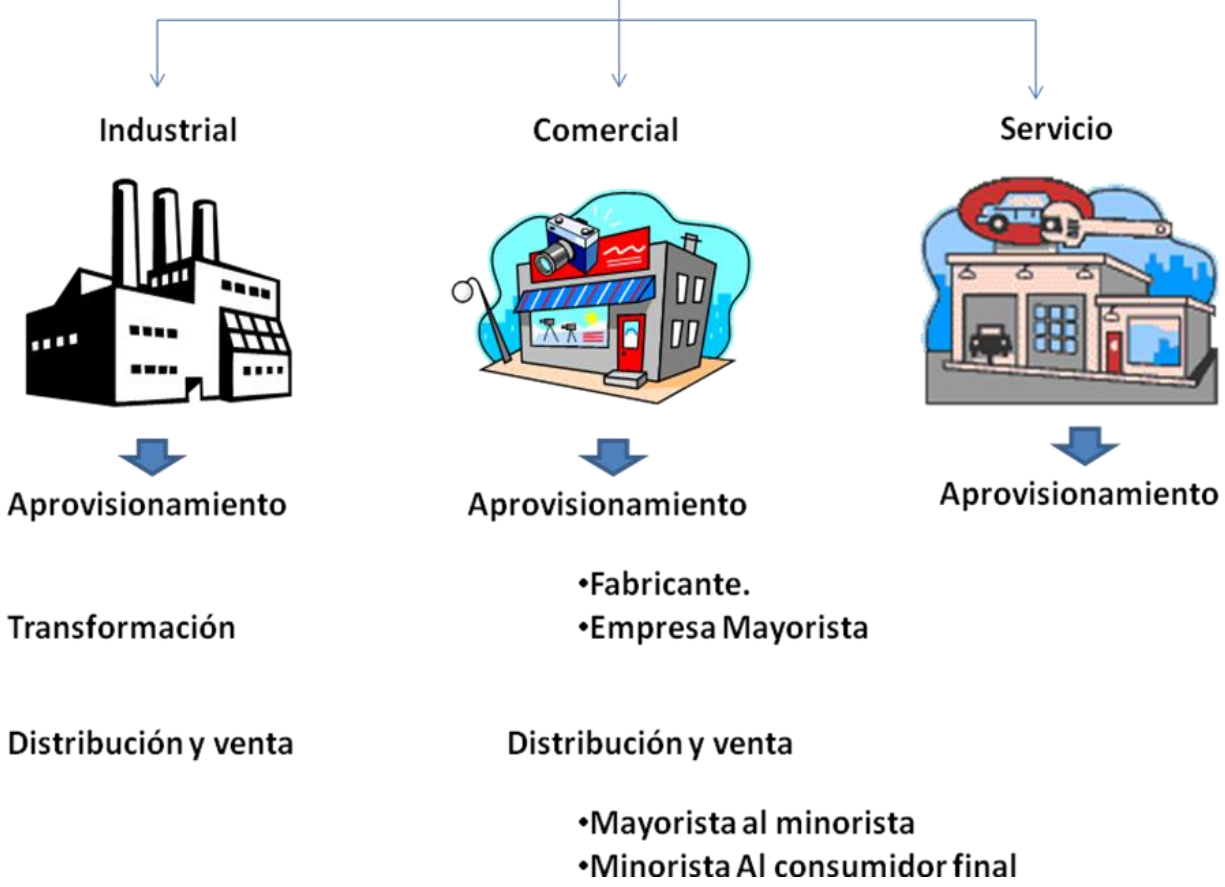 Industrial
Comercial
Servicio
Aprovisionamiento
Aprovisionamiento
Aprovisionamiento
•Fabricante.
Transformación
•Empresa Mayorista
Distribución y venta
Distribución y venta
•Mayorista al minorista
•Minorista Al consumidor final